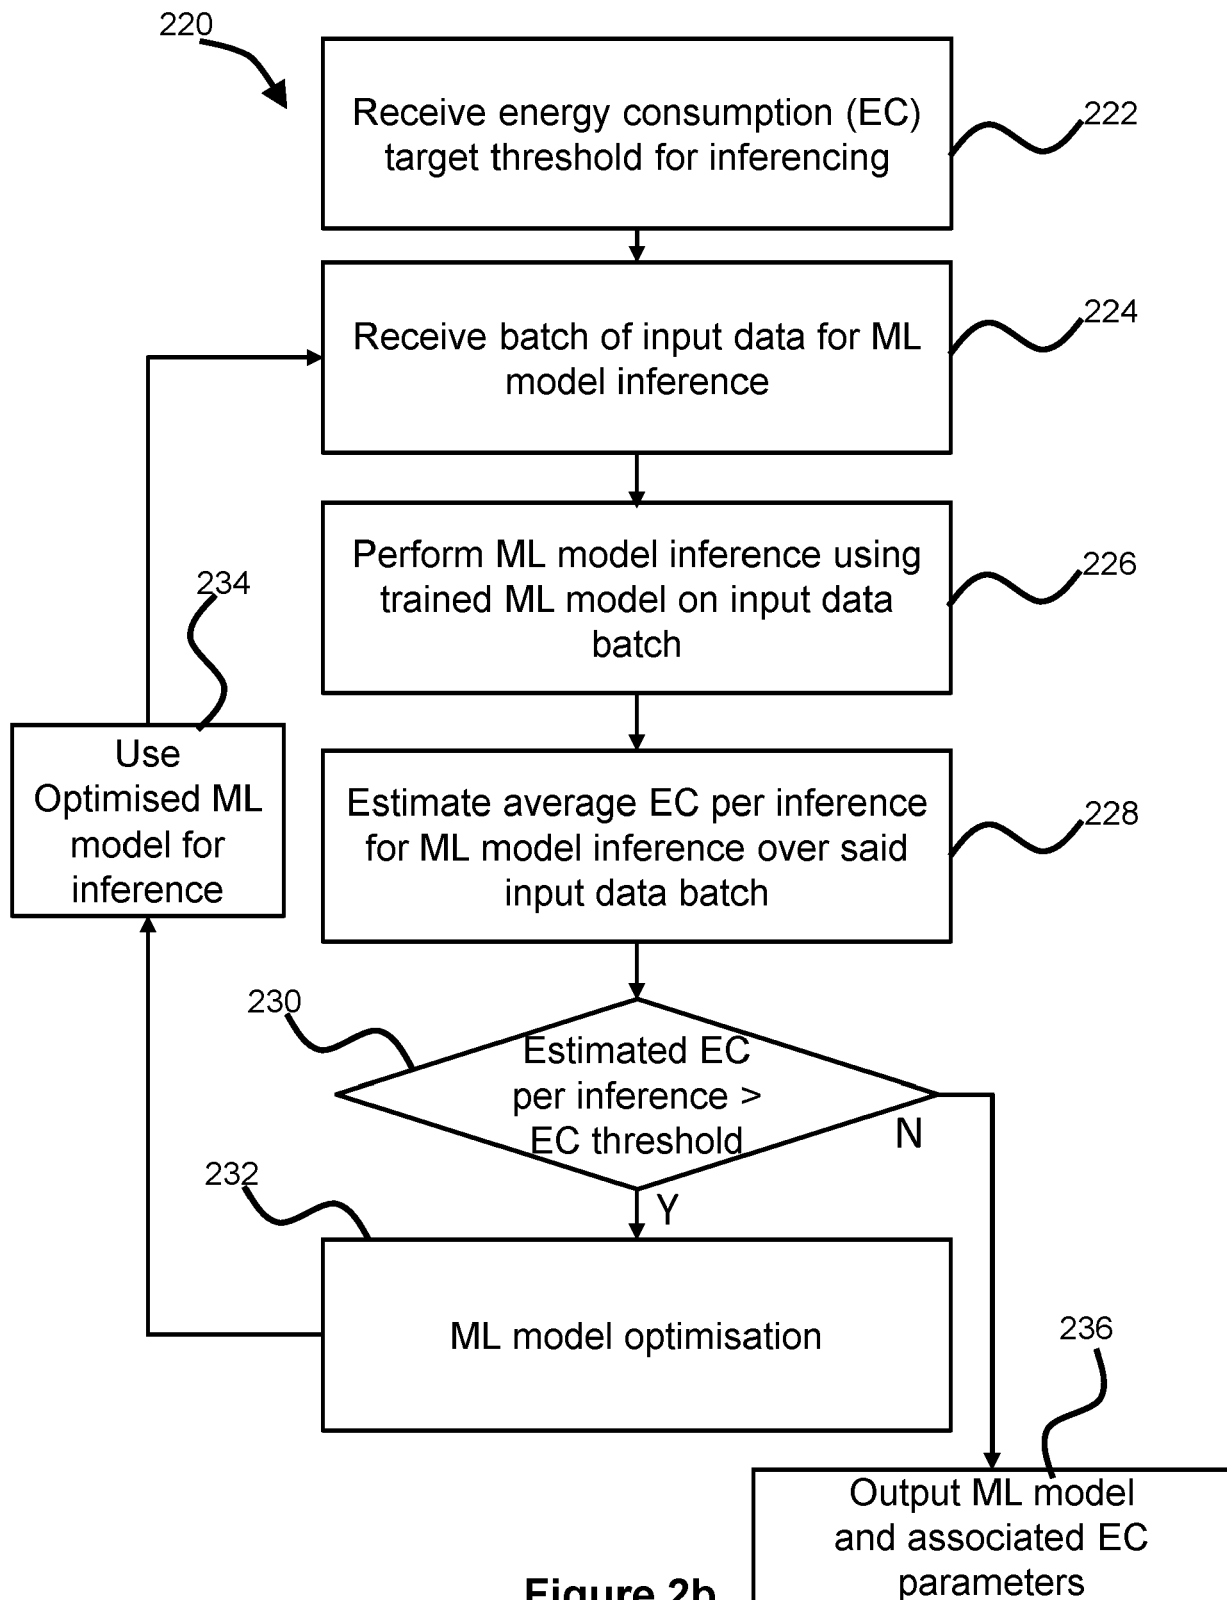 220
Receive energy consumption (EC)
target threshold for inferencing
222
Receive batch of input data for ML
model inference
224
Perform ML model inference using
trained ML model on input data
batch
226
234
Use
Optimised ML
model for
inference
Estimate average EC per inference
for ML model inference over said
input data batch
228
230
Estimated EC
per inference >
EC threshold
N
Y
232
ML model optimisation
236
Output ML model
and associated EC
parameters
Figure 2b